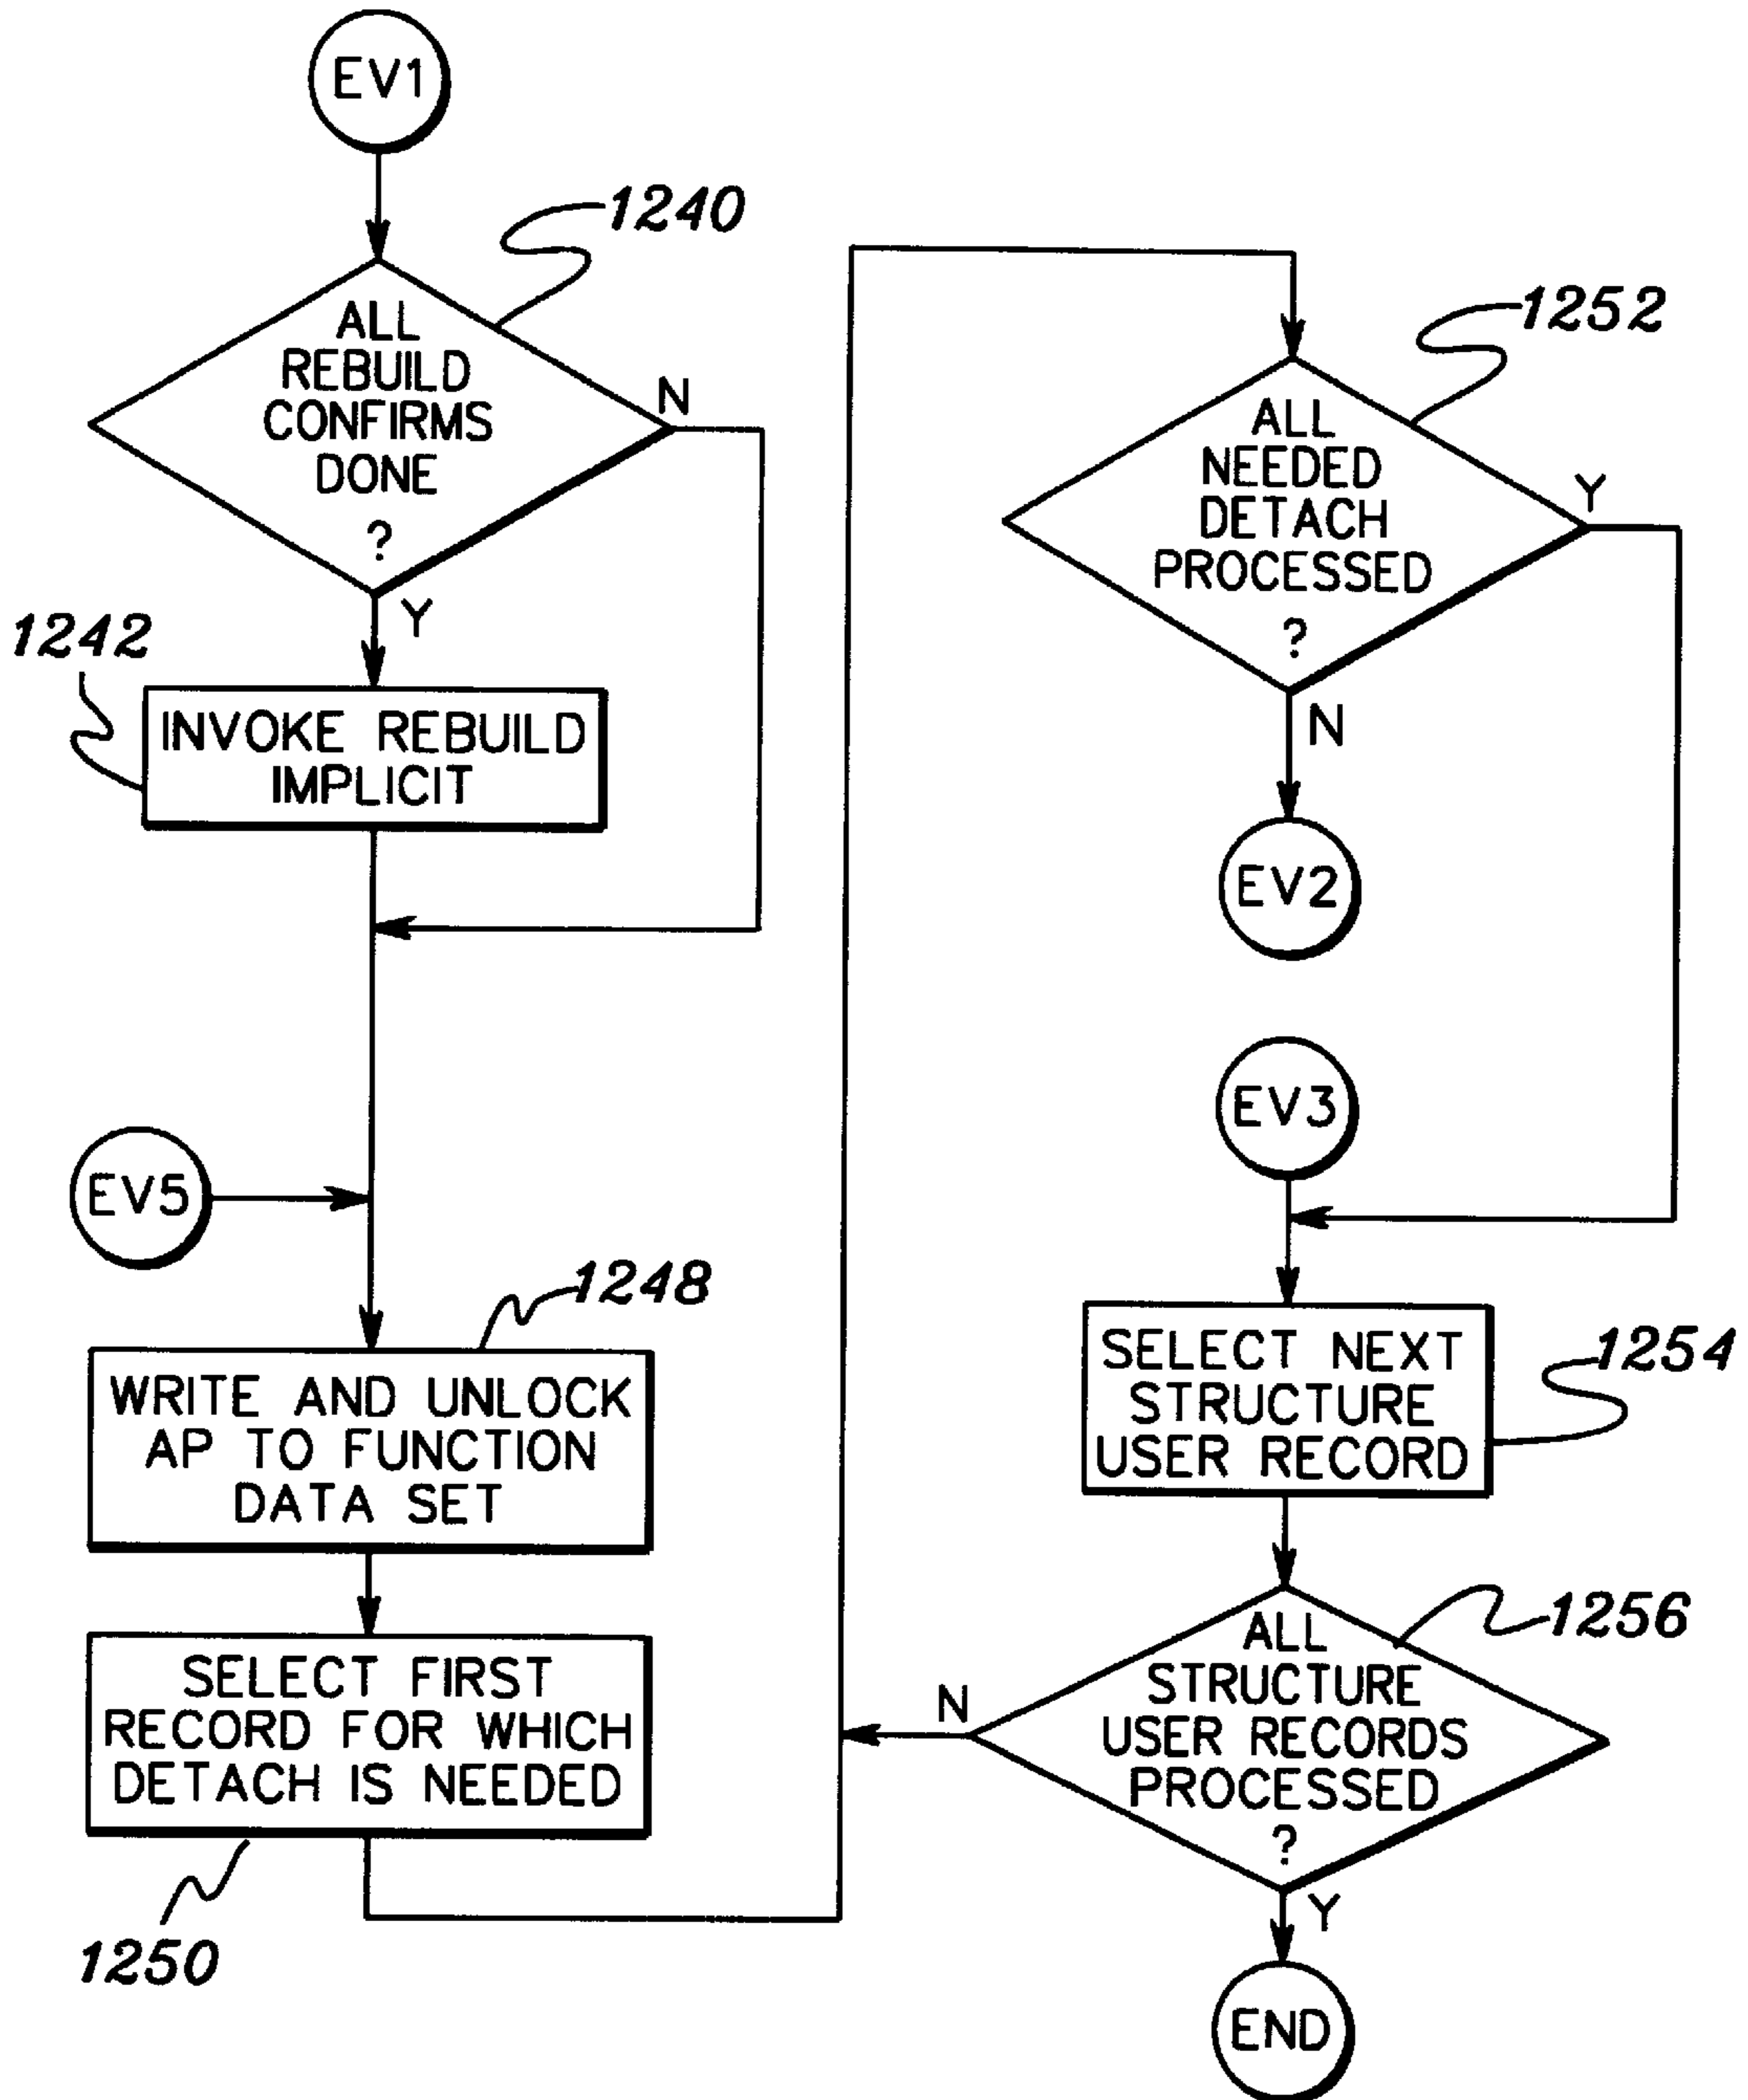 EV1
1240
ALL
REBUILD
CONFIRMS
DONE
?
N
Y
1242
INVOKE REBUILD
IMPLICIT
EV5
1248
WRITE AND UNLOCK
AP TO FUNCTION
DATA SET
SELECT FIRST
RECORD FOR WHICH
DETACH IS NEEDED
1250
1252
ALL
NEEDED
DETACH
PROCESSED
?
Y
N
EV2
EV3
SELECT NEXT
STRUCTURE
USER RECORD
1254
1256
ALL
STRUCTURE
USER RECORDS
PROCESSED
?
N
Y
END